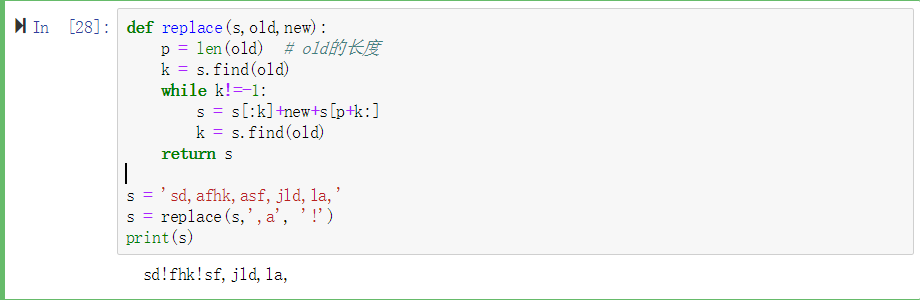 In [28]: def replace(s,old,new):
    p = len(old)  # old的长度
    k = s.find(old)
    while k!=-1:
        s = s[:k]+new+s[p+k:]
        k = s.find(old)
    return s
s = 'sd,afhk,asf,jld,la,'
s = replace(s,',a', '!')
print(s)
sd!fhk!sf,jld,la,